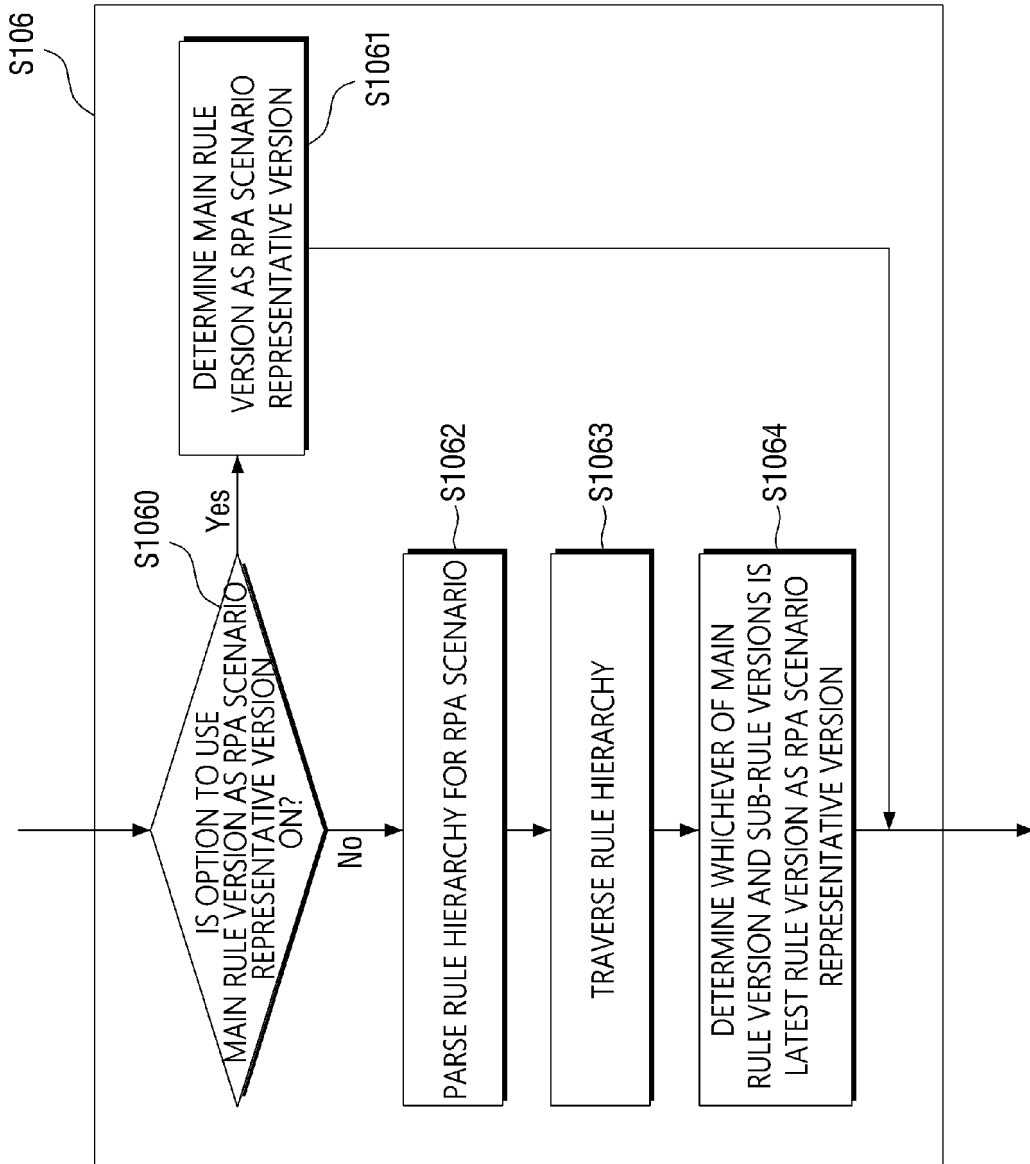 S106
S1060
IS OPTION TO USE
MAIN RULE VERSION AS RPA SCENARIO
REPRESENTATIVE VERSION
ON?
Yes
No
S1061
DETERMINE MAIN RULE
VERSION AS RPA SCENARIO
REPRESENTATIVE VERSION
S1062
PARSE RULE HIERARCHY FOR RPA SCENARIO
S1063
TRAVERSE RULE HIERARCHY
S1064
DETERMINE WHICHEVER OF MAIN
RULE VERSION AND SUB-RULE VERSIONS IS
LATEST RULE VERSION AS RPA SCENARIO
REPRESENTATIVE VERSION